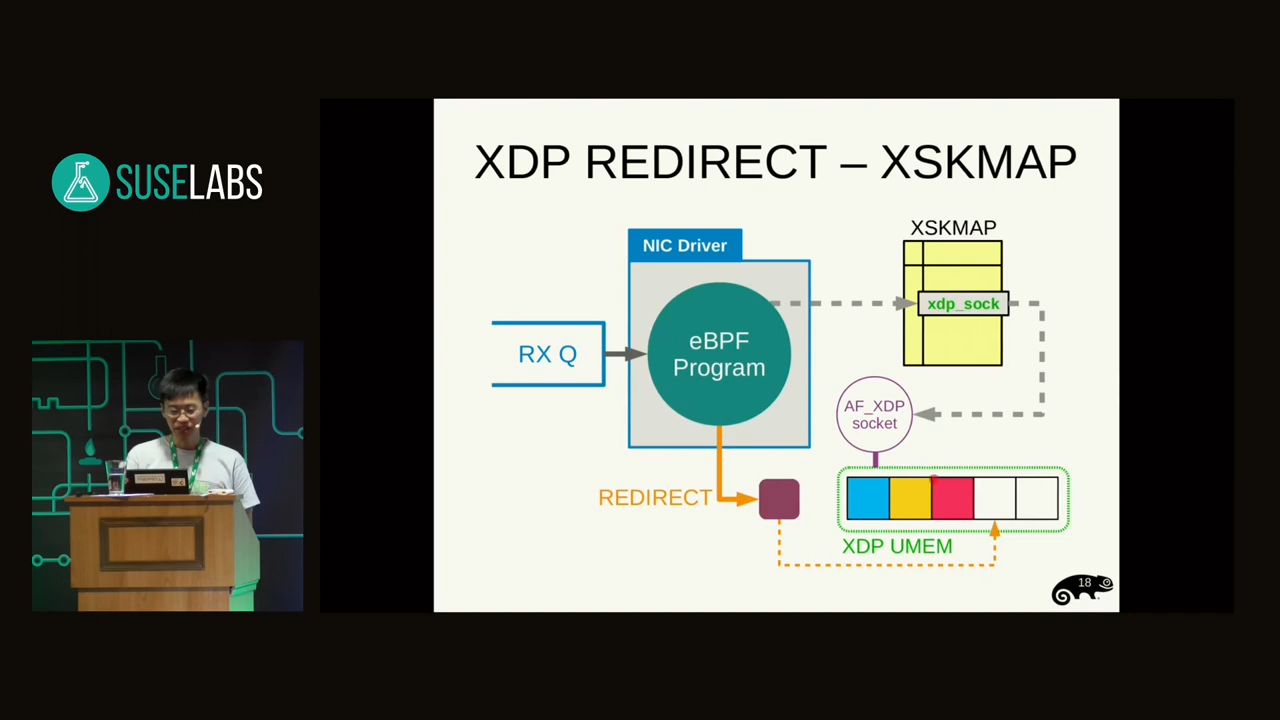 SUSELABS
XDP REDIRECT – XSKMAP
XSKMAP
NIC Driver
xdp_sock
eBPF
Program
RX Q
AF_XDP
socket
REDIRECT
XDP UMEM
18